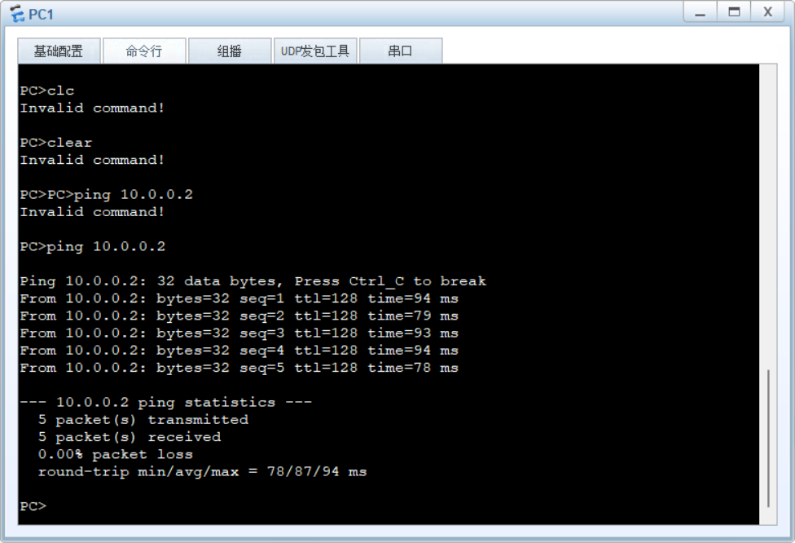 PC1
基础配置 命令行 组播 UDP发包工具 串口
PC>clc
Invalid command!
PC>clear
Invalid command!
PC>PC>ping 10.0.0.2
Invalid command!
PC>ping 10.0.0.2
Ping 10.0.0.2: 32 data bytes, Press Ctrl_C to break
From 10.0.0.2: bytes=32 seq=1 ttl=128 time=94 ms
From 10.0.0.2: bytes=32 seq=2 ttl=128 time=79 ms
From 10.0.0.2: bytes=32 seq=3 ttl=128 time=93 ms
From 10.0.0.2: bytes=32 seq=4 ttl=128 time=94 ms
From 10.0.0.2: bytes=32 seq=5 ttl=128 time=78 ms
--- 10.0.0.2 ping statistics ---
5 packet(s) transmitted
5 packet(s) received
0.00% packet loss
round-trip min/avg/max = 78/87/94 ms
PC>